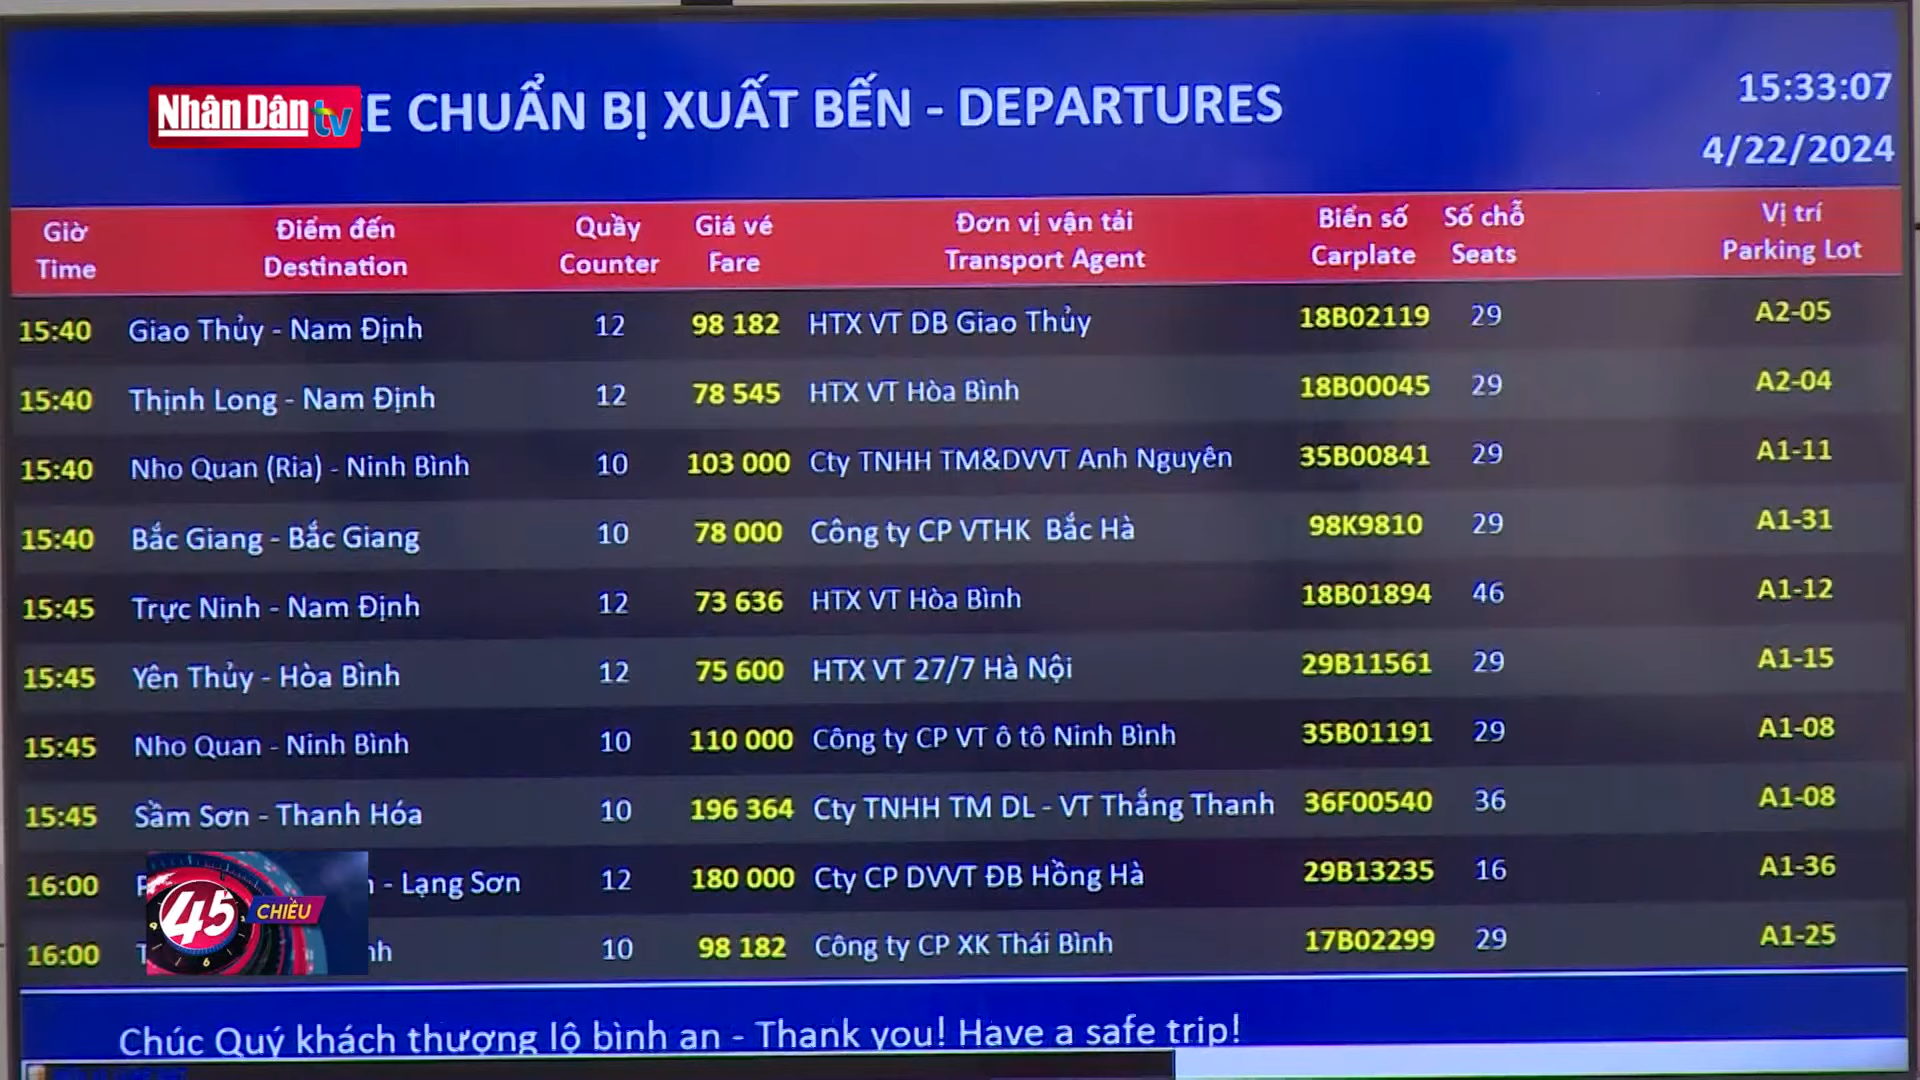 Nhân Dân tv
E CHUẨN BỊ XUẤT BẾN - DEPARTURES
15:33:07
4/22/2024
Giờ Điểm đến Quầy Giá vé Đơn vị vận tải Biển số Số chỗ Vị trí
Time Destination Counter Fare Transport Agent Carplate Seats Parking Lot
15:40 Giao Thủy - Nam Định 12 98 182 HTX VT DB Giao Thủy 18B02119 29 A2-05
15:40 Thịnh Long - Nam Định 12 78 545 HTX VT Hòa Bình 18B00045 29 A2-04
15:40 Nho Quan (Ria) - Ninh Bình 10 103 000 Cty TNHH TM&DVVT Anh Nguyên 35B00841 29 A1-11
15:40 Bắc Giang - Bắc Giang 10 78 000 Công ty CP VTHK Bắc Hà 98K9810 29 A1-31
15:45 Trực Ninh - Nam Định 12 73 636 HTX VT Hòa Bình 18B01894 46 A1-12
15:45 Yên Thủy - Hòa Bình 12 75 600 HTX VT 27/7 Hà Nội 29B11561 29 A1-15
15:45 Nho Quan - Ninh Bình 10 110 000 Công ty CP VT ô tô Ninh Bình 35B01191 29 A1-08
15:45 Sầm Sơn - Thanh Hóa 10 196 364 Cty TNHH TM DL - VT Thắng Thanh 36F00540 36 A1-08
16:00 - Lạng Sơn 12 180 000 Cty CP DVVT ĐB Hồng Hà 29B13235 16 A1-36
16:00 10 98 182 Công ty CP XK Thái Bình 17B02299 29 A1-25
45 CHIỀU
Chúc Quý khách thượng lộ bình an - Thank you! Have a safe trip!